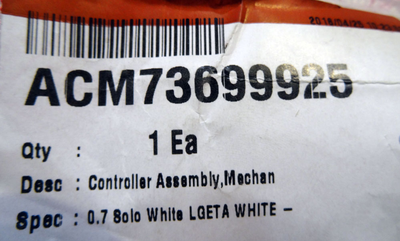 ACM73699925
Qty : 1 Ea
Desc : Controller Assembly,Mechan
Spec : 0.7 Solo White LGETA WHITE -